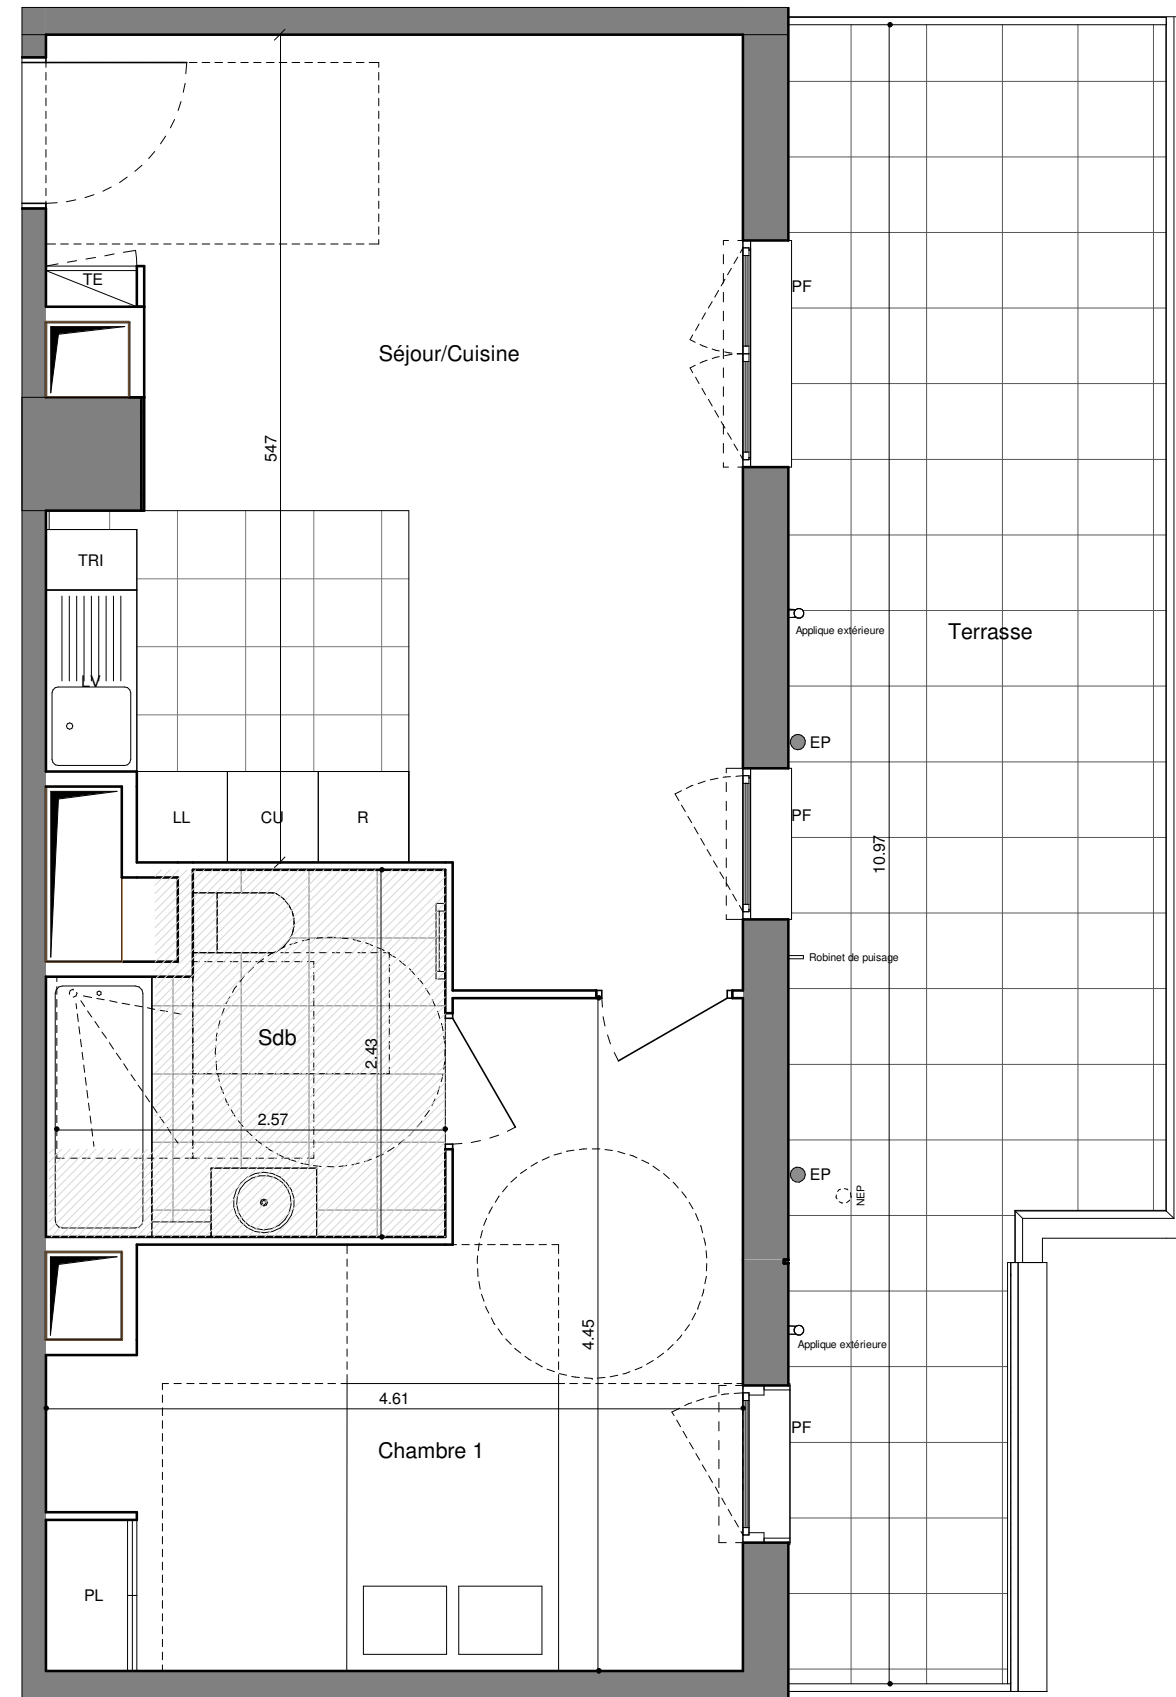 TE
PF
Séjour/Cuisine
547
TRI
Applique extérieure
Terrasse
LV
EP
LL
CU
R
PF
10.97
Robinet de puisage
Sdb
2.43
2.57
EP
NEP
4.45
Applique extérieure
4.61
PF
Chambre 1
PL